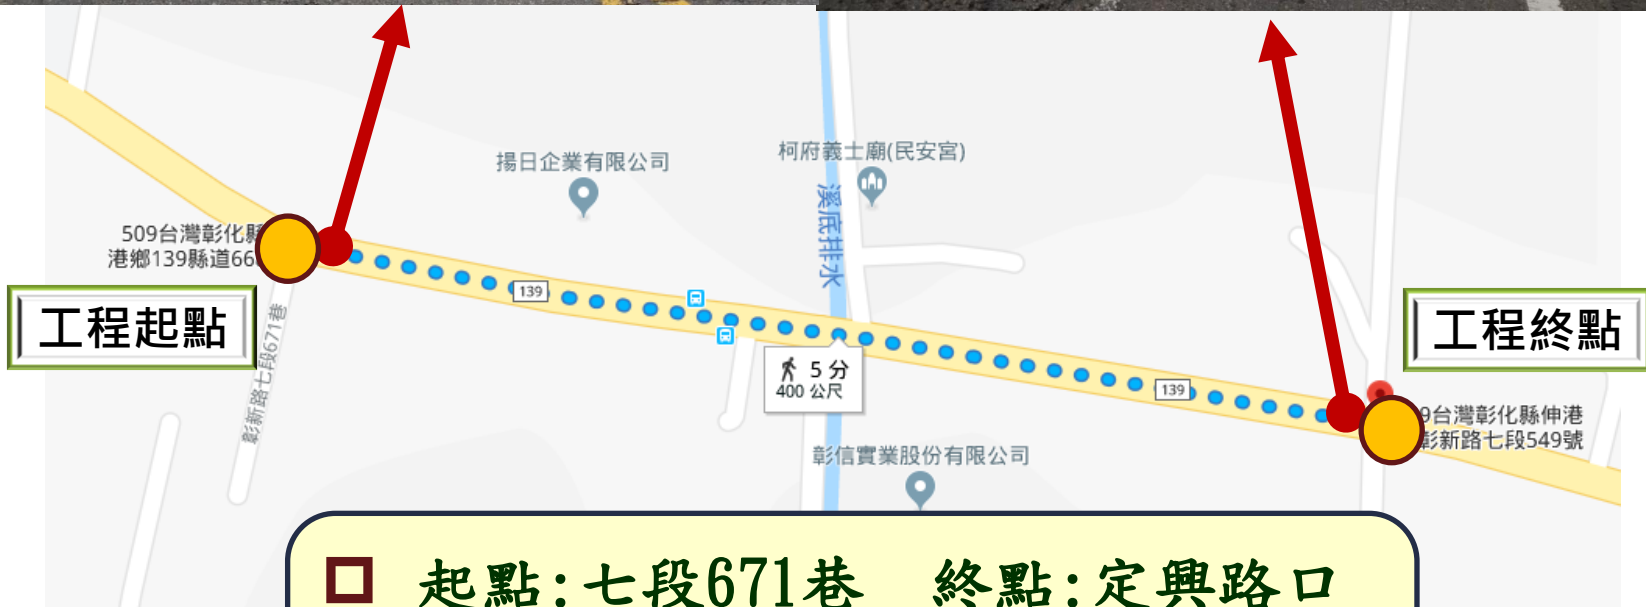 揚日企業有限公司
柯府義士廟(民安宮)
溪底排水
509台灣彰化縣
港鄉139縣道66
工程起點
彰新路七段671巷
139
5 分
400 公尺
139
工程終點
9台灣彰化縣伸港
彰新路七段549號
彰信實業股份有限公司
起點:七段671巷 終點:定興路口